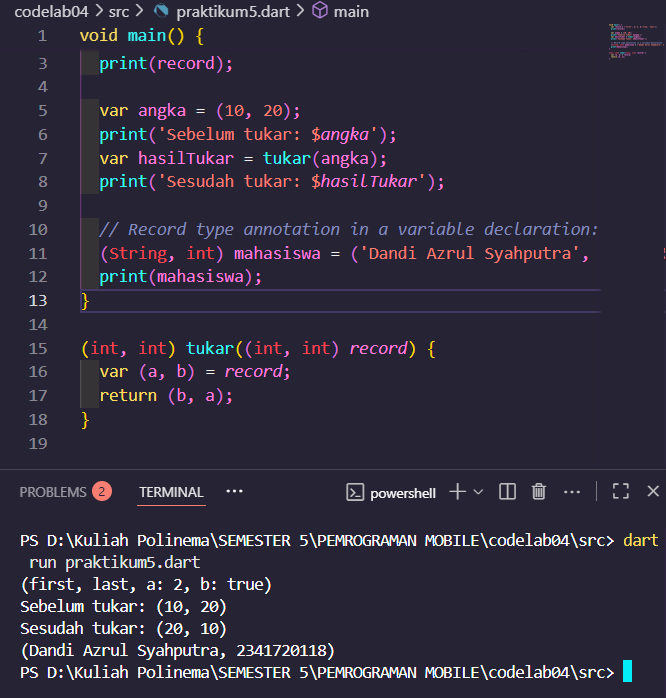 codelab04 > src > praktikum5.dart > main
1 void main() {
3 print(record);
4
5 var angka = (10, 20);
6 print('Sebelum tukar: $angka');
7 var hasilTukar = tukar(angka);
8 print('Sesudah tukar: $hasilTukar');
9
10 // Record type annotation in a variable declaration:
11 (String, int) mahasiswa = ('Dandi Azrul Syahputra',
12 print(mahasiswa);
13 }
14
15 (int, int) tukar((int, int) record) {
16 var (a, b) = record;
17 return (b, a);
18 }
19
PROBLEMS 2 TERMINAL ... powershell
PS D:\Kuliah Polinema\SEMESTER 5\PEMROGRAMAN MOBILE\codelab04\src> dart
run praktikum5.dart
(first, last, a: 2, b: true)
Sebelum tukar: (10, 20)
Sesudah tukar: (20, 10)
(Dandi Azrul Syahputra, 2341720118)
PS D:\Kuliah Polinema\SEMESTER 5\PEMROGRAMAN MOBILE\codelab04\src>